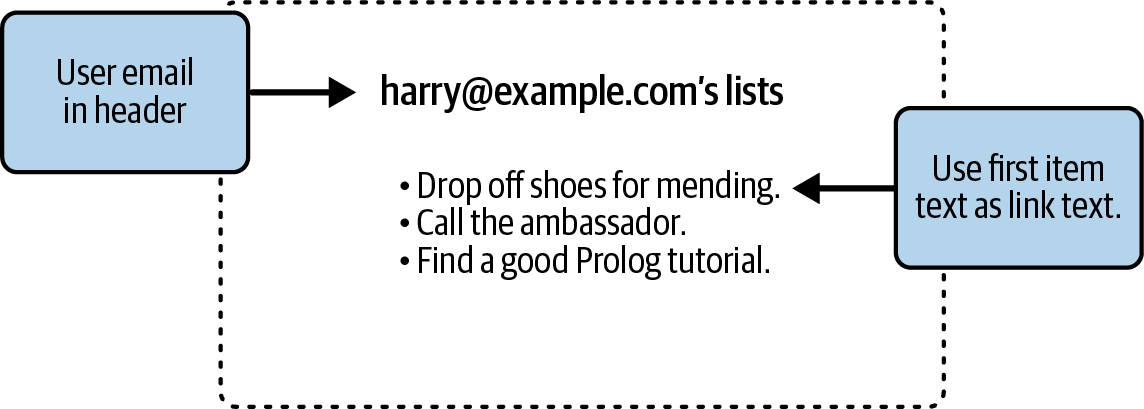 User email
in header
harry@example.com's lists
• Drop off shoes for mending.
• Call the ambassador.
• Find a good Prolog tutorial.
Use first item
text as link text.